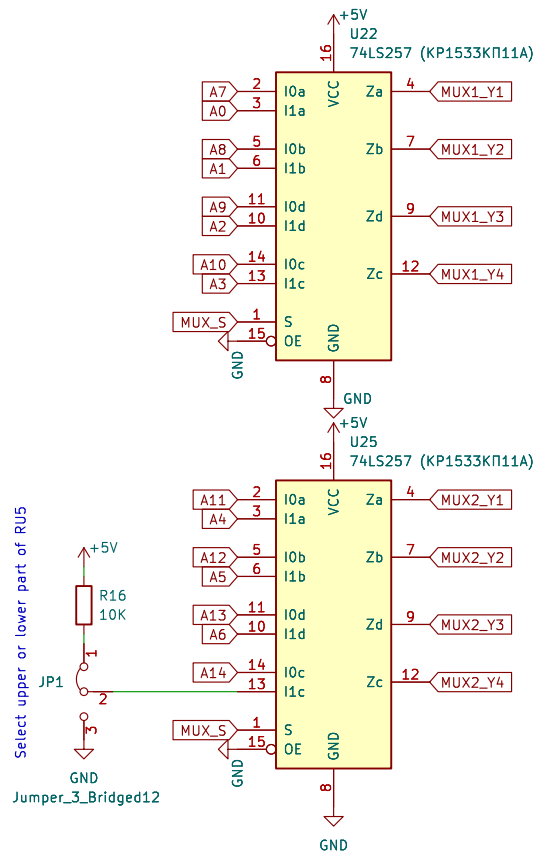 +5V
U22
74LS257 (КР1533КП11А)
16
VCC
A7 2 I0a Za 4 MUX1_Y1
A0 3 I1a
A8 5 I0b Zb 7 MUX1_Y2
A1 6 I1b
A9 11 I0d
Zd 9 MUX1_Y3
A2 10 I1d
A10 14 I0c
Zc 12 MUX1_Y4
A3 13 I1c
MUX_S 1 S
GND 15 OE
GND
8
GND
+5V
U25
74LS257 (КР1533КП11А)
16
VCC
A11 2 I0a Za 4 MUX2_Y1
A4 3 I1a
A12 5 I0b Zb 7 MUX2_Y2
A5 6 I1b
A13 11 I0d
Zd 9 MUX2_Y3
A6 10 I1d
A14 14 I0c
Zc 12 MUX2_Y4
13 I1c
MUX_S 1 S
GND 15 OE
GND
8
GND
Select upper or lower part of RU5
+5V
R16
10K
1
JP1
2
3
GND
Jumper_3_Bridged12